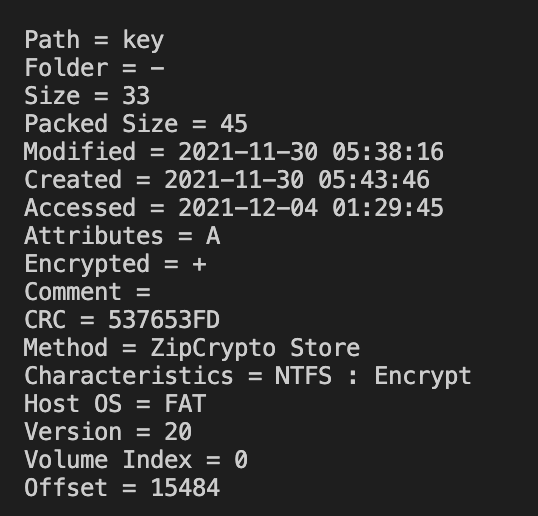 Path = key
Folder = -
Size = 33
Packed Size = 45
Modified = 2021-11-30 05:38:16
Created = 2021-11-30 05:43:46
Accessed = 2021-12-04 01:29:45
Attributes = A
Encrypted = +
Comment =
CRC = 537653FD
Method = ZipCrypto Store
Characteristics = NTFS : Encrypt
Host OS = FAT
Version = 20
Volume Index = 0
Offset = 15484